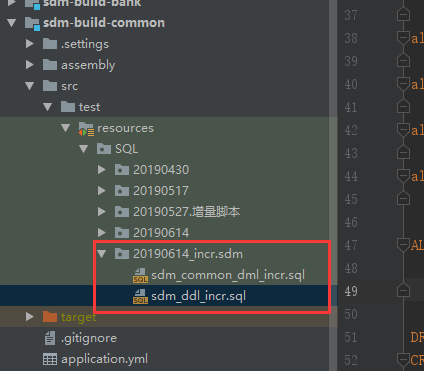 sdm-build-bank
sdm-build-common
.settings
assembly
src
test
resources
SQL
20190430
20190517
20190527.增量脚本
20190614
20190614_incr.sdm
sdm_common_dml_incr.sql
sdm_ddl_incr.sql
target
.gitignore
application.yml
37
38 al
39
40 al
41
42 al
43
44 al
45
46
47 AL
48
49
50
51 DR
52 CR